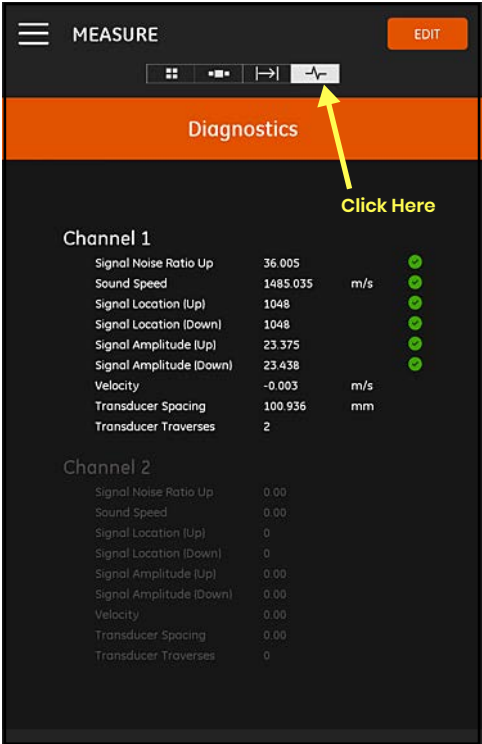 MEASURE EDIT
Diagnostics
Click Here
Channel 1
Signal Noise Ratio Up 36.005
Sound Speed 1485.035 m/s
Signal Location (Up) 1048
Signal Location (Down) 1048
Signal Amplitude (Up) 23.375
Signal Amplitude (Down) 23.438
Velocity -0.003 m/s
Transducer Spacing 100.936 mm
Transducer Traverses 2
Channel 2
Signal Noise Ratio Up 0.00
Sound Speed 0.00
Signal Location (Up) 0
Signal Location (Down) 0
Signal Amplitude (Up) 0.00
Signal Amplitude (Down) 0.00
Velocity 0.00
Transducer Spacing 0.00
Transducer Traverses 0